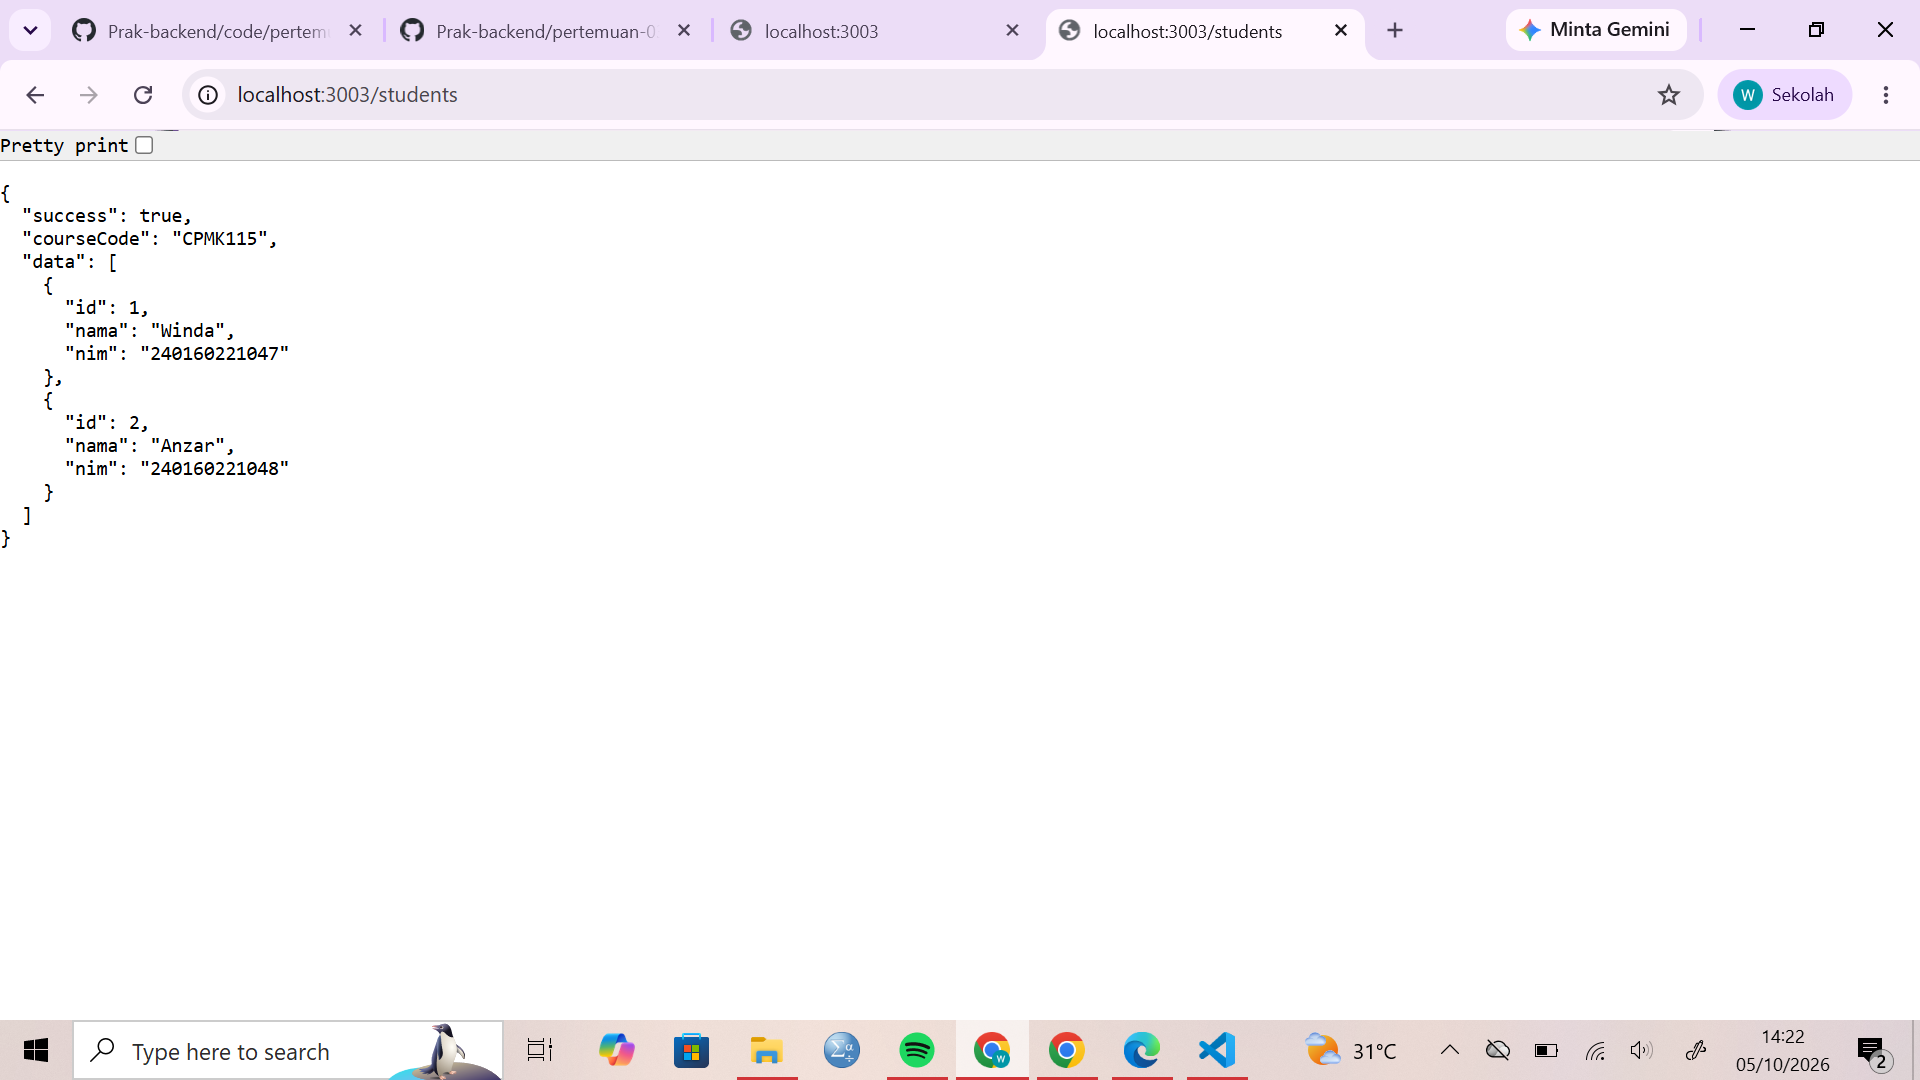 Prak-backend/code/pertem
Prak-backend/pertemuan-0
localhost:3003
localhost:3003/students
Minta Gemini
localhost:3003/students
W
Sekolah
Pretty print
{
"success": true,
"courseCode": "CPMK115",
"data": [
{
"id": 1,
"nama": "Winda",
"nim": "240160221047"
},
{
"id": 2,
"nama": "Anzar",
"nim": "240160221048"
}
]
}
Type here to search
31°C
14:22
05/10/2026
2